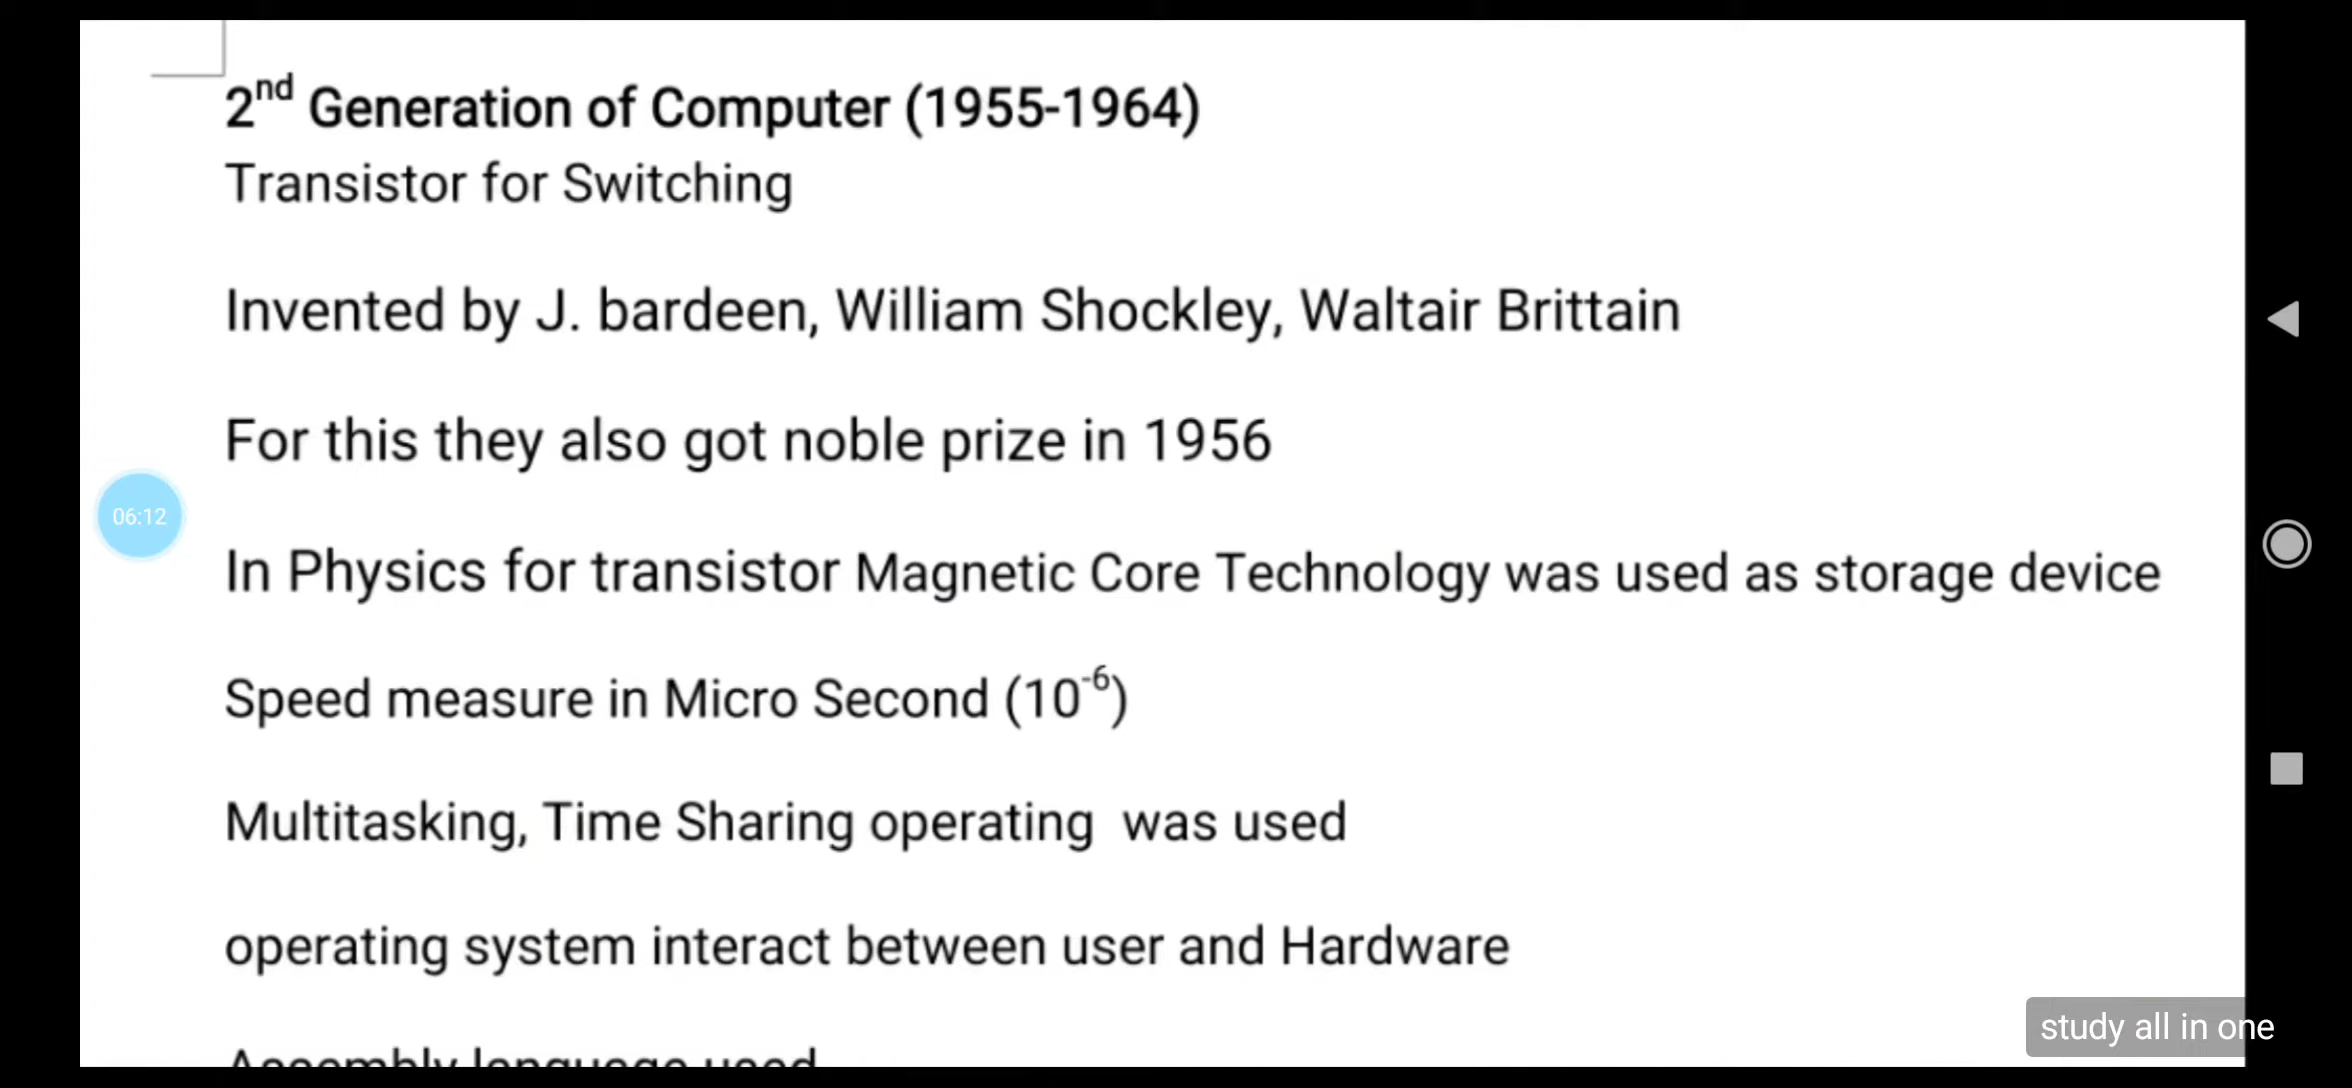 2nd Generation of Computer (1955-1964)
Transistor for Switching
Invented by J. bardeen, William Shockley, Waltair Brittain
For this they also got noble prize in 1956
06:12
In Physics for transistor Magnetic Core Technology was used as storage device
Speed measure in Micro Second (10-6)
Multitasking, Time Sharing operating  was used
operating system interact between user and Hardware
study all in one
Assembly language used